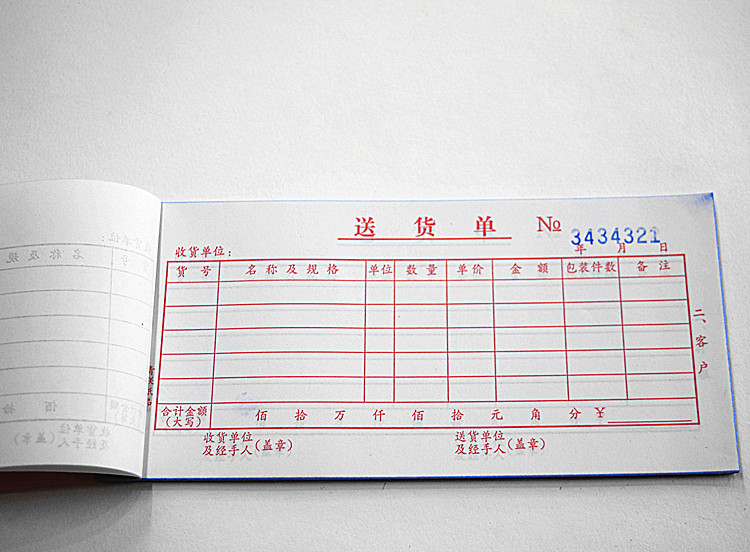 送货单 № 3434321
收货单位： 年 月 日
货号 名称及规格 单位 数量 单价 金额 包装件数 备注
二、客户
合计金额(大写) 佰 拾 万 仟 佰 拾 元 角 分 ￥
收货单位 送货单位
及经手人(盖章) 及经手人(盖章)